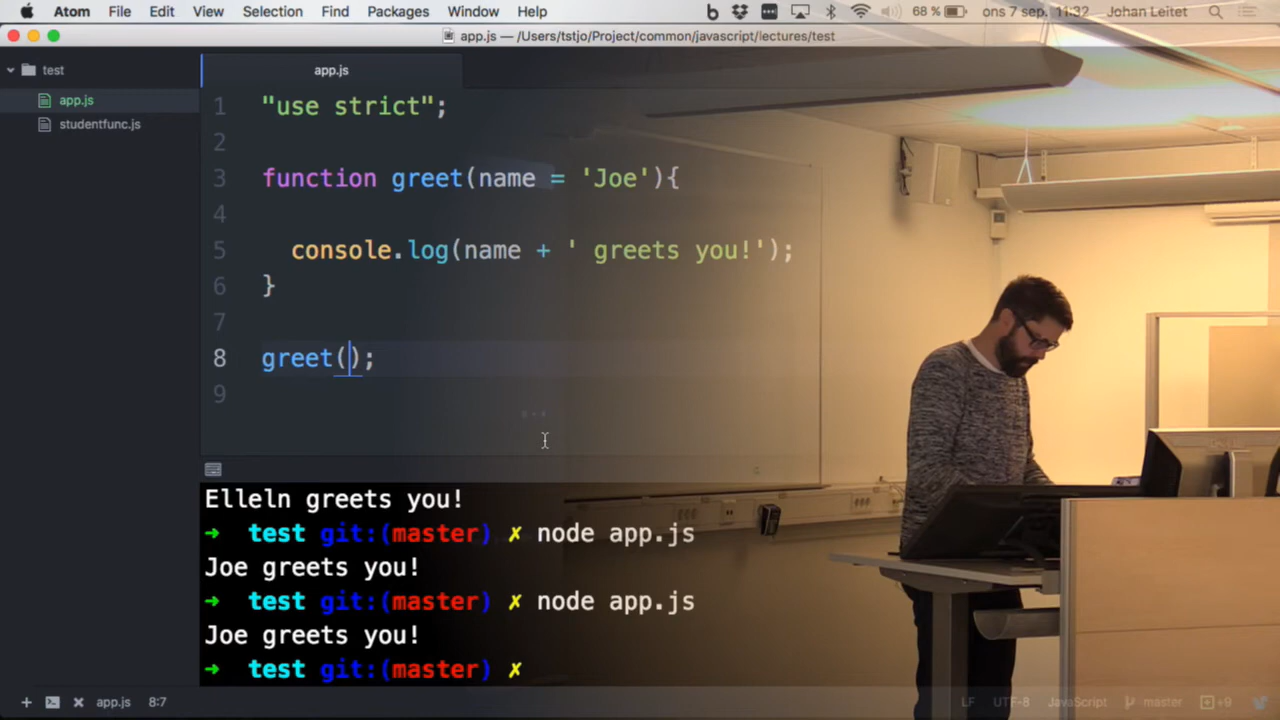 Atom File Edit View Selection Find Packages Window Help 68 % ons 7 sep. 11:32 Johan Leitet
app.js — /Users/tstjo/Project/common/javascript/lectures/test
test
app.js
studentfunc.js
app.js
1 "use strict";
2
3 function greet(name = 'Joe'){
4
5 console.log(name + ' greets you!');
6 }
7
8 greet();
9
Elleln greets you!
➜ test git:(master) ✗ node app.js
Joe greets you!
➜ test git:(master) ✗ node app.js
Joe greets you!
➜ test git:(master) ✗
app.js 8:7 LF UTF-8 JavaScript master +9